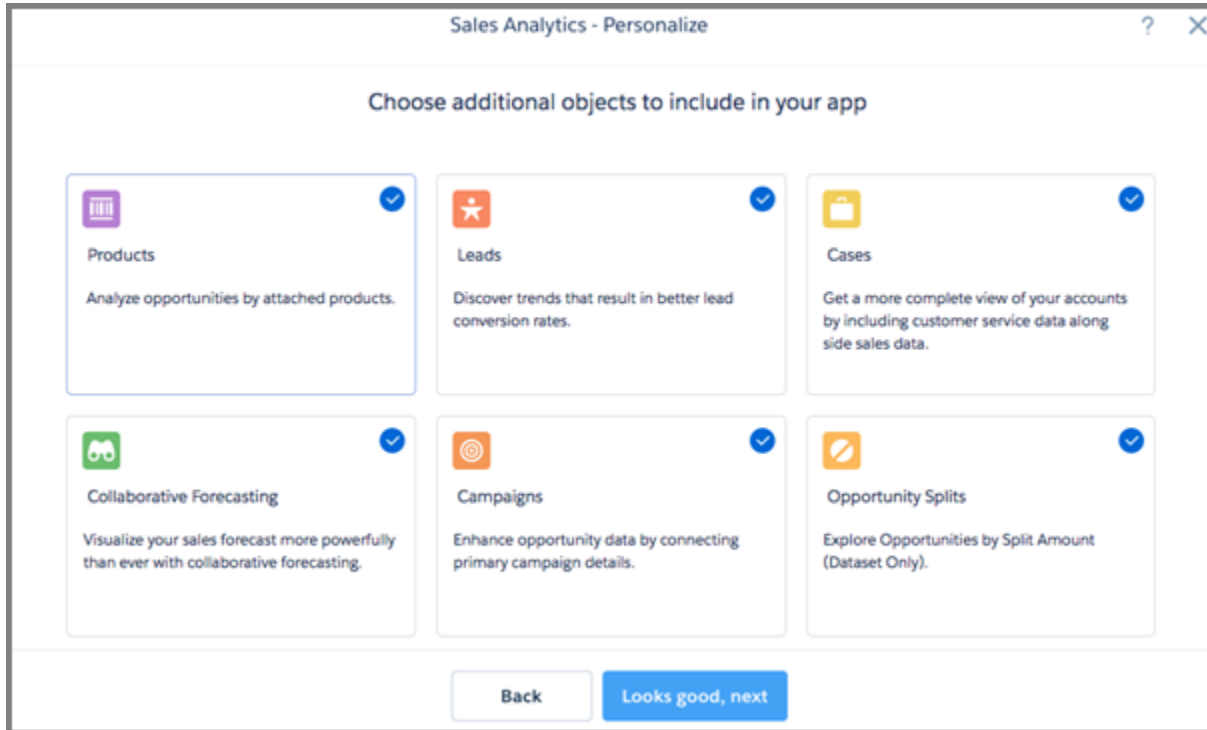 Sales Analytics - Personalize
?
Choose additional objects to include in your app
Products
Analyze opportunities by attached products.
Leads
Discover trends that result in better lead
conversion rates.
Cases
Get a more complete view of your accounts
by including customer service data along
side sales data.
Collaborative Forecasting
Visualize your sales forecast more powerfully
than ever with collaborative forecasting.
Campaigns
Enhance opportunity data by connecting
primary campaign details.
Opportunity Splits
Explore Opportunities by Split Amount
(Dataset Only).
Back
Looks good, next